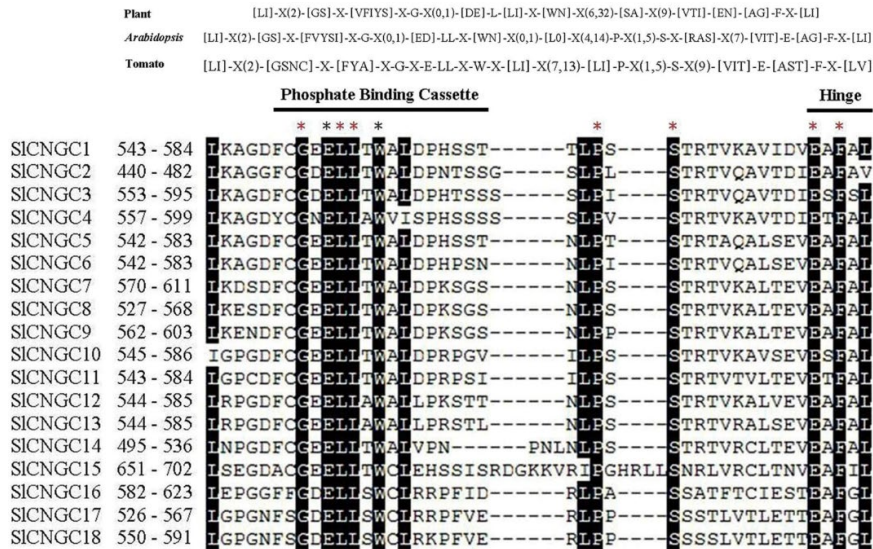 Plant [LI]-X(2)-[GS]-X-[VFIYS]-X-G-X(0,1)-[DE]-L-[LI]-X-[WN]-X(6,32)-[SA]-X(9)-[VTI]-[EN]-[AG]-F-X-[LI]
Arabidopsis [LI]-X(2)-[GS]-X-[FVYSI]-X-G-X(0,1)-[ED]-LL-X-[WN]-X(0,1)-[L0]-X(4,14)-P-X(1,5)-S-X-[RAS]-X(7)-[VIT]-E-[AG]-F-X-[LI]
Tomato [LI]-X(2)-[GSNC]-X-[FYA]-X-G-X-E-LL-X-W-X-[LI]-X(7,13)-[LI]-P-X(1,5)-S-X(9)-[VIT]-E-[AST]-F-X-[LV]
Phosphate Binding Cassette Hinge
* * * * * * * * *
SlCNGC1 543 - 584 LKAGDFCGEELLTWALDPHSST------TLPS----STRTVKAVIDVEAFAL
SlCNGC2 440 - 482 LKAGGFCGDELLTWALDPNTSSG-----SLPL----SSRTVQAVTDIEAFAV
SlCNGC3 553 - 595 LKAGDFCGEELLTWALDPHTSSS-----SLPI----SSRTVQAVTDIESFSL
SlCNGC4 557 - 599 LKAGDYCGNELLAWVISPHSSSS-----SLPV----SSRTVKAVTDIETFAL
SlCNGC5 542 - 583 LKAGDFCGEELLTWALDPHSST------NLPT----STRTAQALSEVEAFAL
SlCNGC6 542 - 583 LKAGDFCGEELLTWALDPHPSN------NLPI----STRTVQALSEVEAFAL
SlCNGC7 570 - 611 LKDSDFCGEELLTWALDPKSGS------NLPP----STRTVKALTEVEAFAL
SlCNGC8 527 - 568 LKESDFCGEELLTWALDPKSGS------NLPS----STRTVKALTEVEAFAL
SlCNGC9 562 - 603 LKENDFCGEELLTWALDPKSGS------NLPP----STRTVKALTEVEAFAL
SlCNGC10 545 - 586 IGPGDFCGEELLTWALDPRPGV------ILPS----STRTVKAVSEVESFAL
SlCNGC11 543 - 584 LGPCDFCGEELLTWALDPRPSI------ILPS----STRTVTVLTEVETFAL
SlCNGC12 544 - 585 LRPGDFCGEELLAWALLPKSTT------NLPS----STRTVKALVEVEAFAL
SlCNGC13 544 - 585 LRPGDFCGEELLAWALLPRSTL------NLPS----STRTVRALSEVEAFAL
SlCNGC14 495 - 536 LNPGDFCGEELLTWALVPN------PNLNLPS----STRTVRCLTEVEAFAL
SlCNGC15 651 - 702 LSEGDACGEELLTWCLEHSSISRDGKKVRIPGHRLLSNRLVRCLTNVEAFIL
SlCNGC16 582 - 623 LEPGGFFGDELLSWCLRRPFID------RLPA----SSATFTCIESTEAFGL
SlCNGC17 526 - 567 LGPGNFSGDELLSWCLRRPFVE------RLPP----SSSTLVTLETTEAFGL
SlCNGC18 550 - 591 LGPGNFSGDELLSWCLRKPFVE------RLPP----SSSSLVTLETTEAFGL